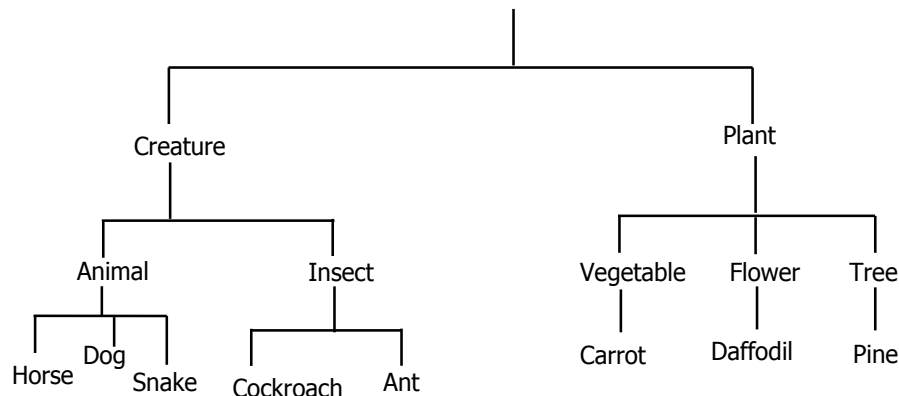 Creature
Plant
Animal
Insect
Vegetable
Flower
Tree
Horse
Dog
Snake
Cockroach
Ant
Carrot
Daffodil
Pine